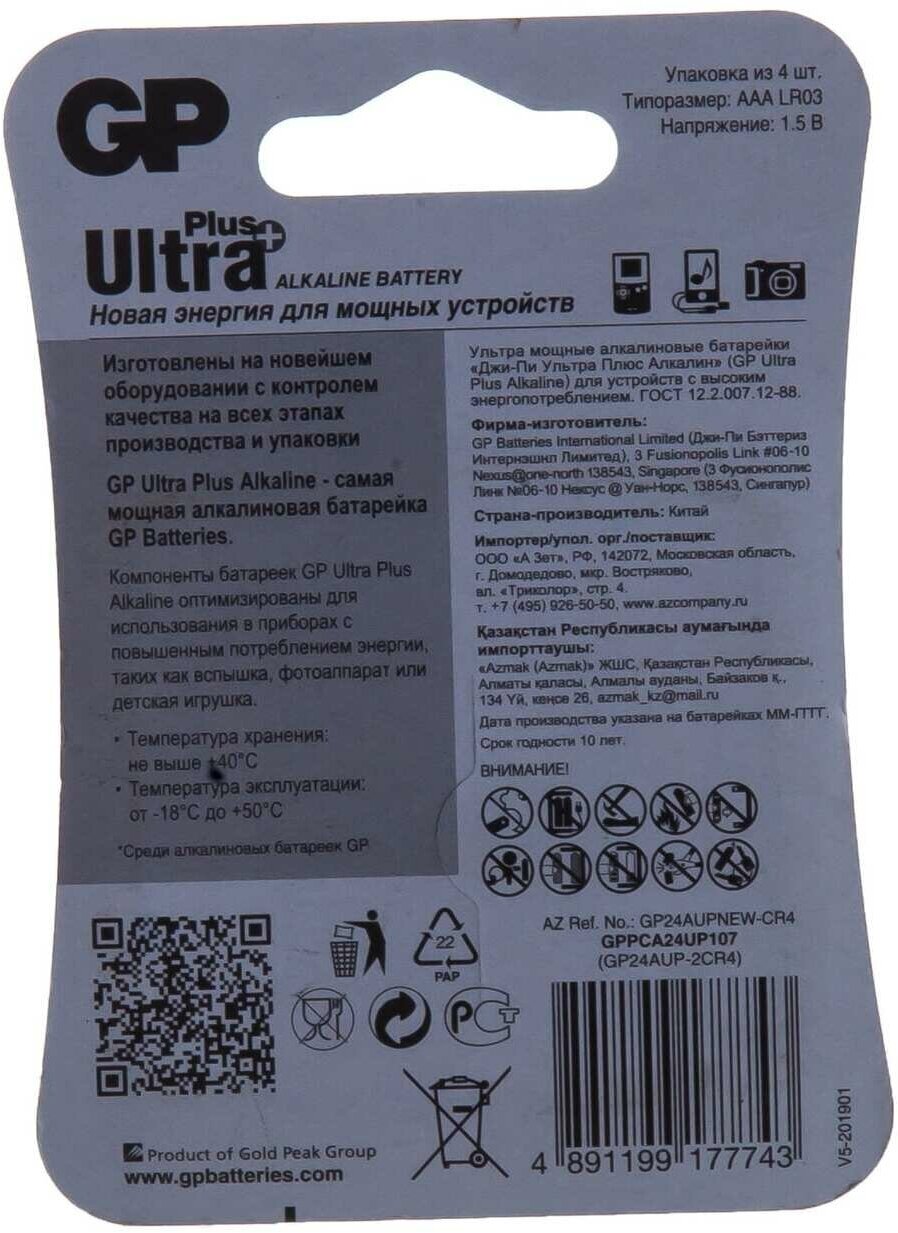 GP
Упаковка из 4 шт.
Типоразмер: AAA LR03
Напряжение: 1.5 В
Plus
Ultra+
ALKALINE BATTERY
Новая энергия для мощных устройств
Изготовлены на новейшем
оборудовании с контролем
качества на всех этапах
производства и упаковки
GP Ultra Plus Alkaline - самая
мощная алкалиновая батарейка
GP Batteries.
Компоненты батареек GP Ultra Plus
Alkaline оптимизированы для
использования в приборах с
повышенным потреблением энергии,
таких как вспышка, фотоаппарат или
детская игрушка.
• Температура хранения:
не выше +40°C
• Температура эксплуатации:
от -18°C до +50°C
*Среди алкалиновых батареек GP
Ультра мощные алкалиновые батарейки
«Джи-Пи Ультра Плюс Алкалин» (GP Ultra
Plus Alkaline) для устройств с высоким
энергопотреблением. ГОСТ 12.2.007.12-88.
Фирма-изготовитель:
GP Batteries International Limited (Джи-Пи Бэттериз
Интернэшнл Лимитед), 3 Fusionopolis Link #06-10
Nexus@one-north 138543, Singapore (3 Фусионополис
Линк №06-10 Нексус @ Уан-Норс, 138543, Сингапур)
Страна-производитель: Китай
Импортер/упол. орг./поставщик:
ООО «А Зет», РФ, 142072, Московская область,
г. Домодедово, мкр. Востряково,
вл. «Триколор», стр. 4.
т. +7 (495) 926-50-50, www.azcompany.ru
Қазақстан Республикасы аумағында
импорттаушы:
«Azmak (Azmak)» ЖШС, Қазақстан Республикасы,
Алматы қаласы, Алмалы ауданы, Байзаков қ.,
134 Үй, кеңсе 26, azmak_kz@mail.ru
Дата производства указана на батарейках ММ-ГГГГ.
Срок годности 10 лет.
ВНИМАНИЕ!
AZ Ref. No.: GP24AUPNEW-CR4
GPPCA24UP107
(GP24AUP-2CR4)
22
PAP
РСТ
Product of Gold Peak Group
www.gpbatteries.com
4 891199 177743
V5-201901